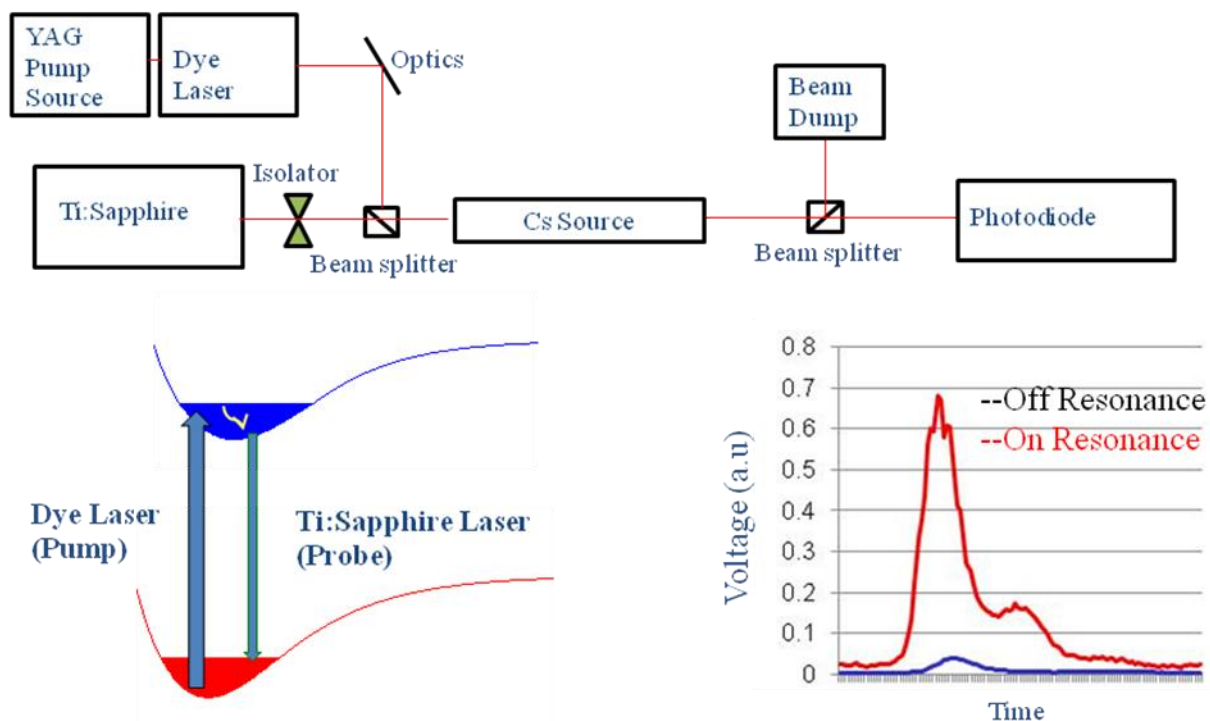 YAG
Pump
Source
Dye
Laser
Optics
Beam
Dump
Ti:Sapphire
Isolator
Beam splitter
Cs Source
Beam splitter
Photodiode
Dye Laser
(Pump)
Ti:Sapphire Laser
(Probe)
Voltage (a.u)
0.8
0.7
0.6
0.5
0.4
0.3
0.2
0.1
0
--Off Resonance
--On Resonance
Time